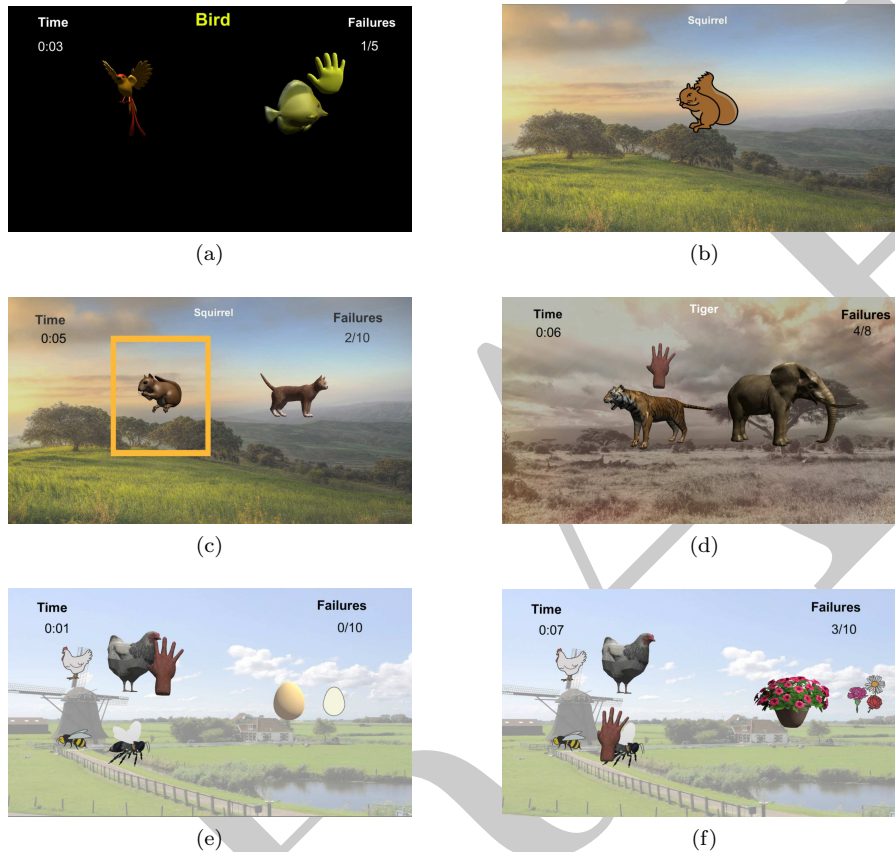 Time
Bird
Failures
0:03
1/5
Squirrel
(a)
(b)
Time
Squirrel
Failures
0:05
2/10
Time
Tiger
Failures
0:06
4/8
(c)
(d)
Time
Failures
0:01
0/10
Time
Failures
0:07
3/10
(e)
(f)